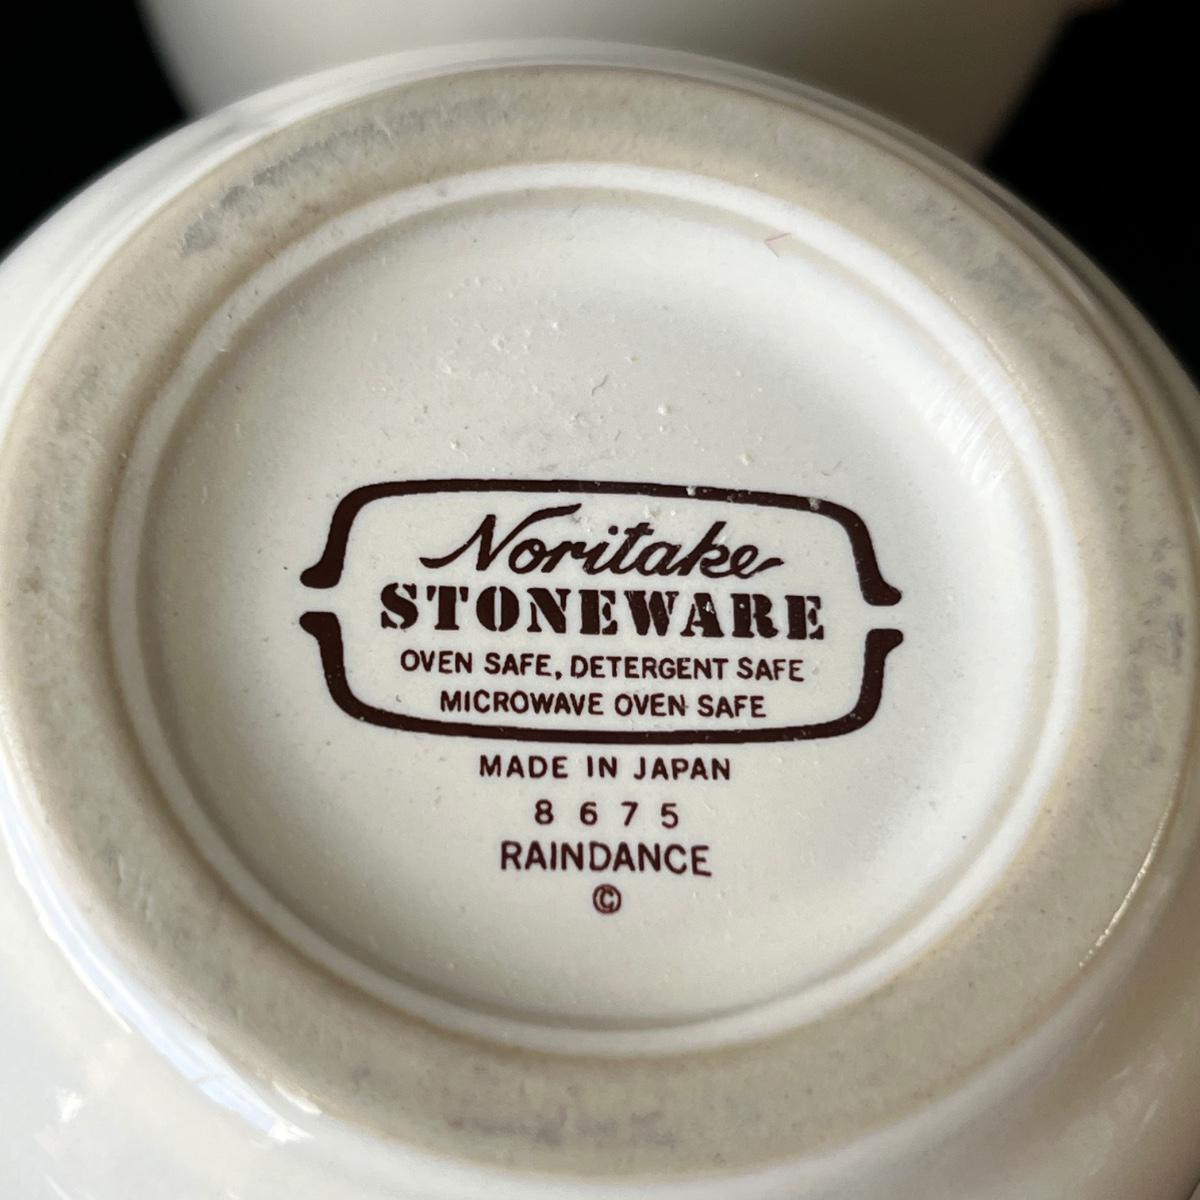 Noritake
STONEWARE
OVEN SAFE, DETERGENT SAFE
MICROWAVE OVEN SAFE
MADE IN JAPAN
8675
RAINDANCE
©